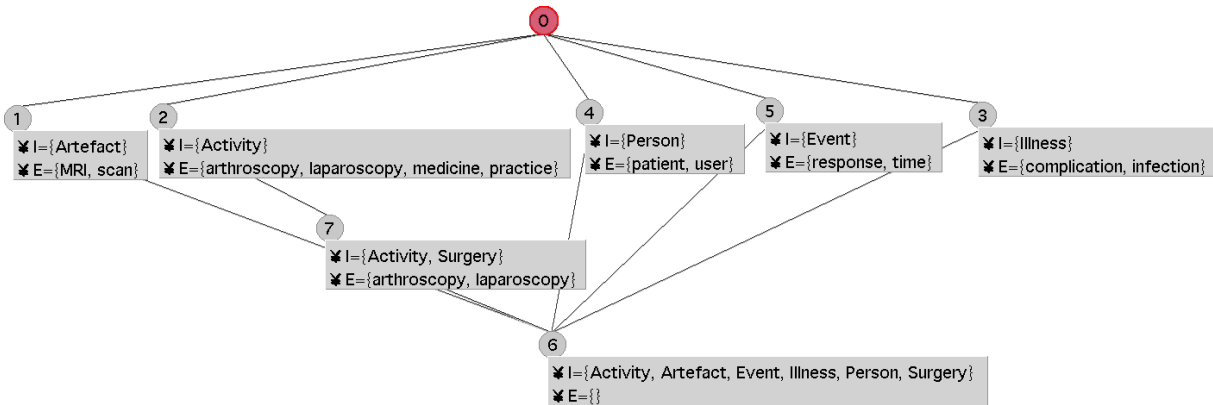 0
1
2
4
5
3
¥ I={Artefact}
¥ E={MRI, scan}
¥ I={Activity}
¥ E={arthroscopy, laparoscopy, medicine, practice}
¥ I={Person}
¥ E={patient, user}
¥ I={Event}
¥ E={response, time}
¥ I={Illness}
¥ E={complication, infection}
7
¥ I={Activity, Surgery}
¥ E={arthroscopy, laparoscopy}
6
¥ I={Activity, Artefact, Event, Illness, Person, Surgery}
¥ E={}